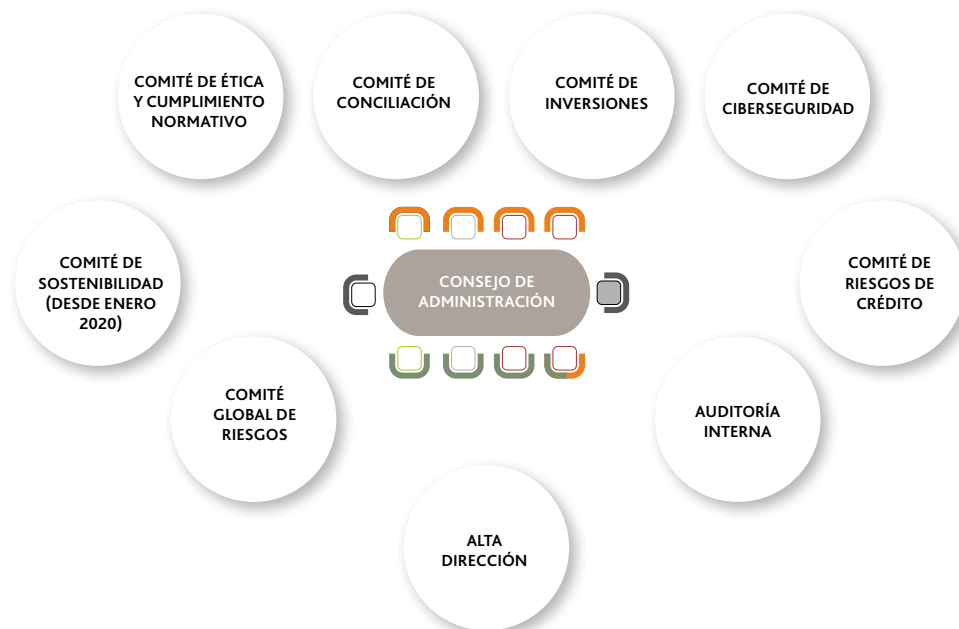 COMITÉ DE ÉTICA
Y CUMPLIMIENTO
NORMATIVO
COMITÉ DE
CONCILIACIÓN
COMITÉ DE
INVERSIONES
COMITÉ DE
CIBERSEGURIDAD
COMITÉ DE
SOSTENIBILIDAD
(DESDE ENERO
2020)
CONSEJO DE
ADMINISTRACIÓN
COMITÉ DE
RIESGOS DE
CRÉDITO
COMITÉ
GLOBAL DE
RIESGOS
AUDITORÍA
INTERNA
ALTA
DIRECCIÓN